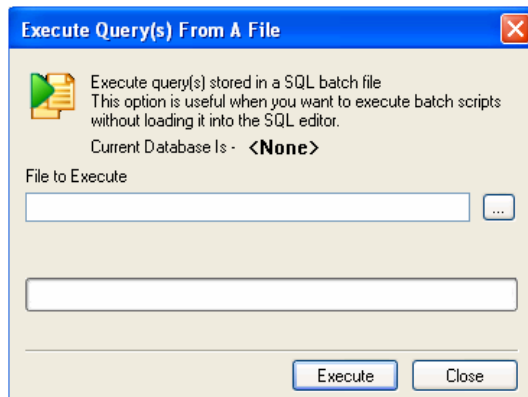 Execute Query(s) From A File
Execute query(s) stored in a SQL batch file
This option is useful when you want to execute batch scripts
without loading it into the SQL editor.
Current Database Is - <None>
File to Execute
...
Execute
Close